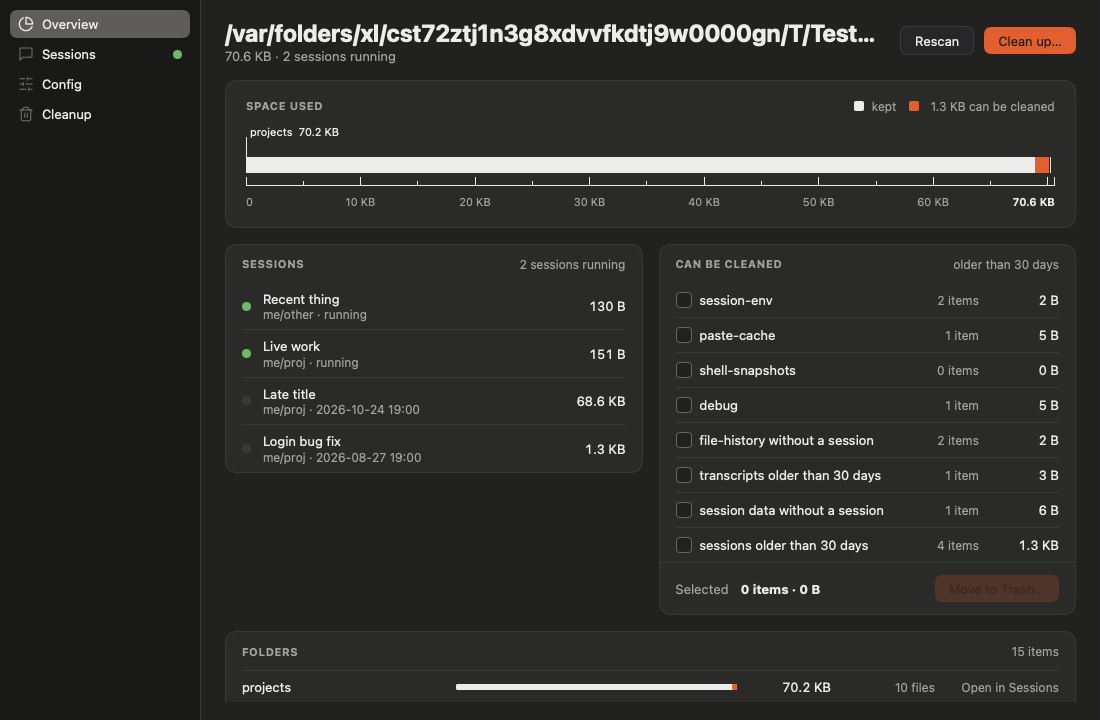 Overview
Sessions
Config
Cleanup
/var/folders/xl/cst72ztj1n3g8xdvvfkdtj9w0000gn/T/Test...
70.6 KB · 2 sessions running
Rescan
Clean up...
SPACE USED
kept
1.3 KB can be cleaned
projects 70.2 KB
0 10 KB 20 KB 30 KB 40 KB 50 KB 60 KB 70.6 KB
SESSIONS
2 sessions running
Recent thing
me/other · running
130 B
Live work
me/proj · running
151 B
Late title
me/proj · 2026-10-24 19:00
68.6 KB
Login bug fix
me/proj · 2026-08-27 19:00
1.3 KB
CAN BE CLEANED
older than 30 days
session-env 2 items 2 B
paste-cache 1 item 5 B
shell-snapshots 0 items 0 B
debug 1 item 5 B
file-history without a session 2 items 2 B
transcripts older than 30 days 1 item 3 B
session data without a session 1 item 6 B
sessions older than 30 days 4 items 1.3 KB
Selected 0 items · 0 B
Move to Trash...
FOLDERS
15 items
projects 70.2 KB 10 files Open in Sessions